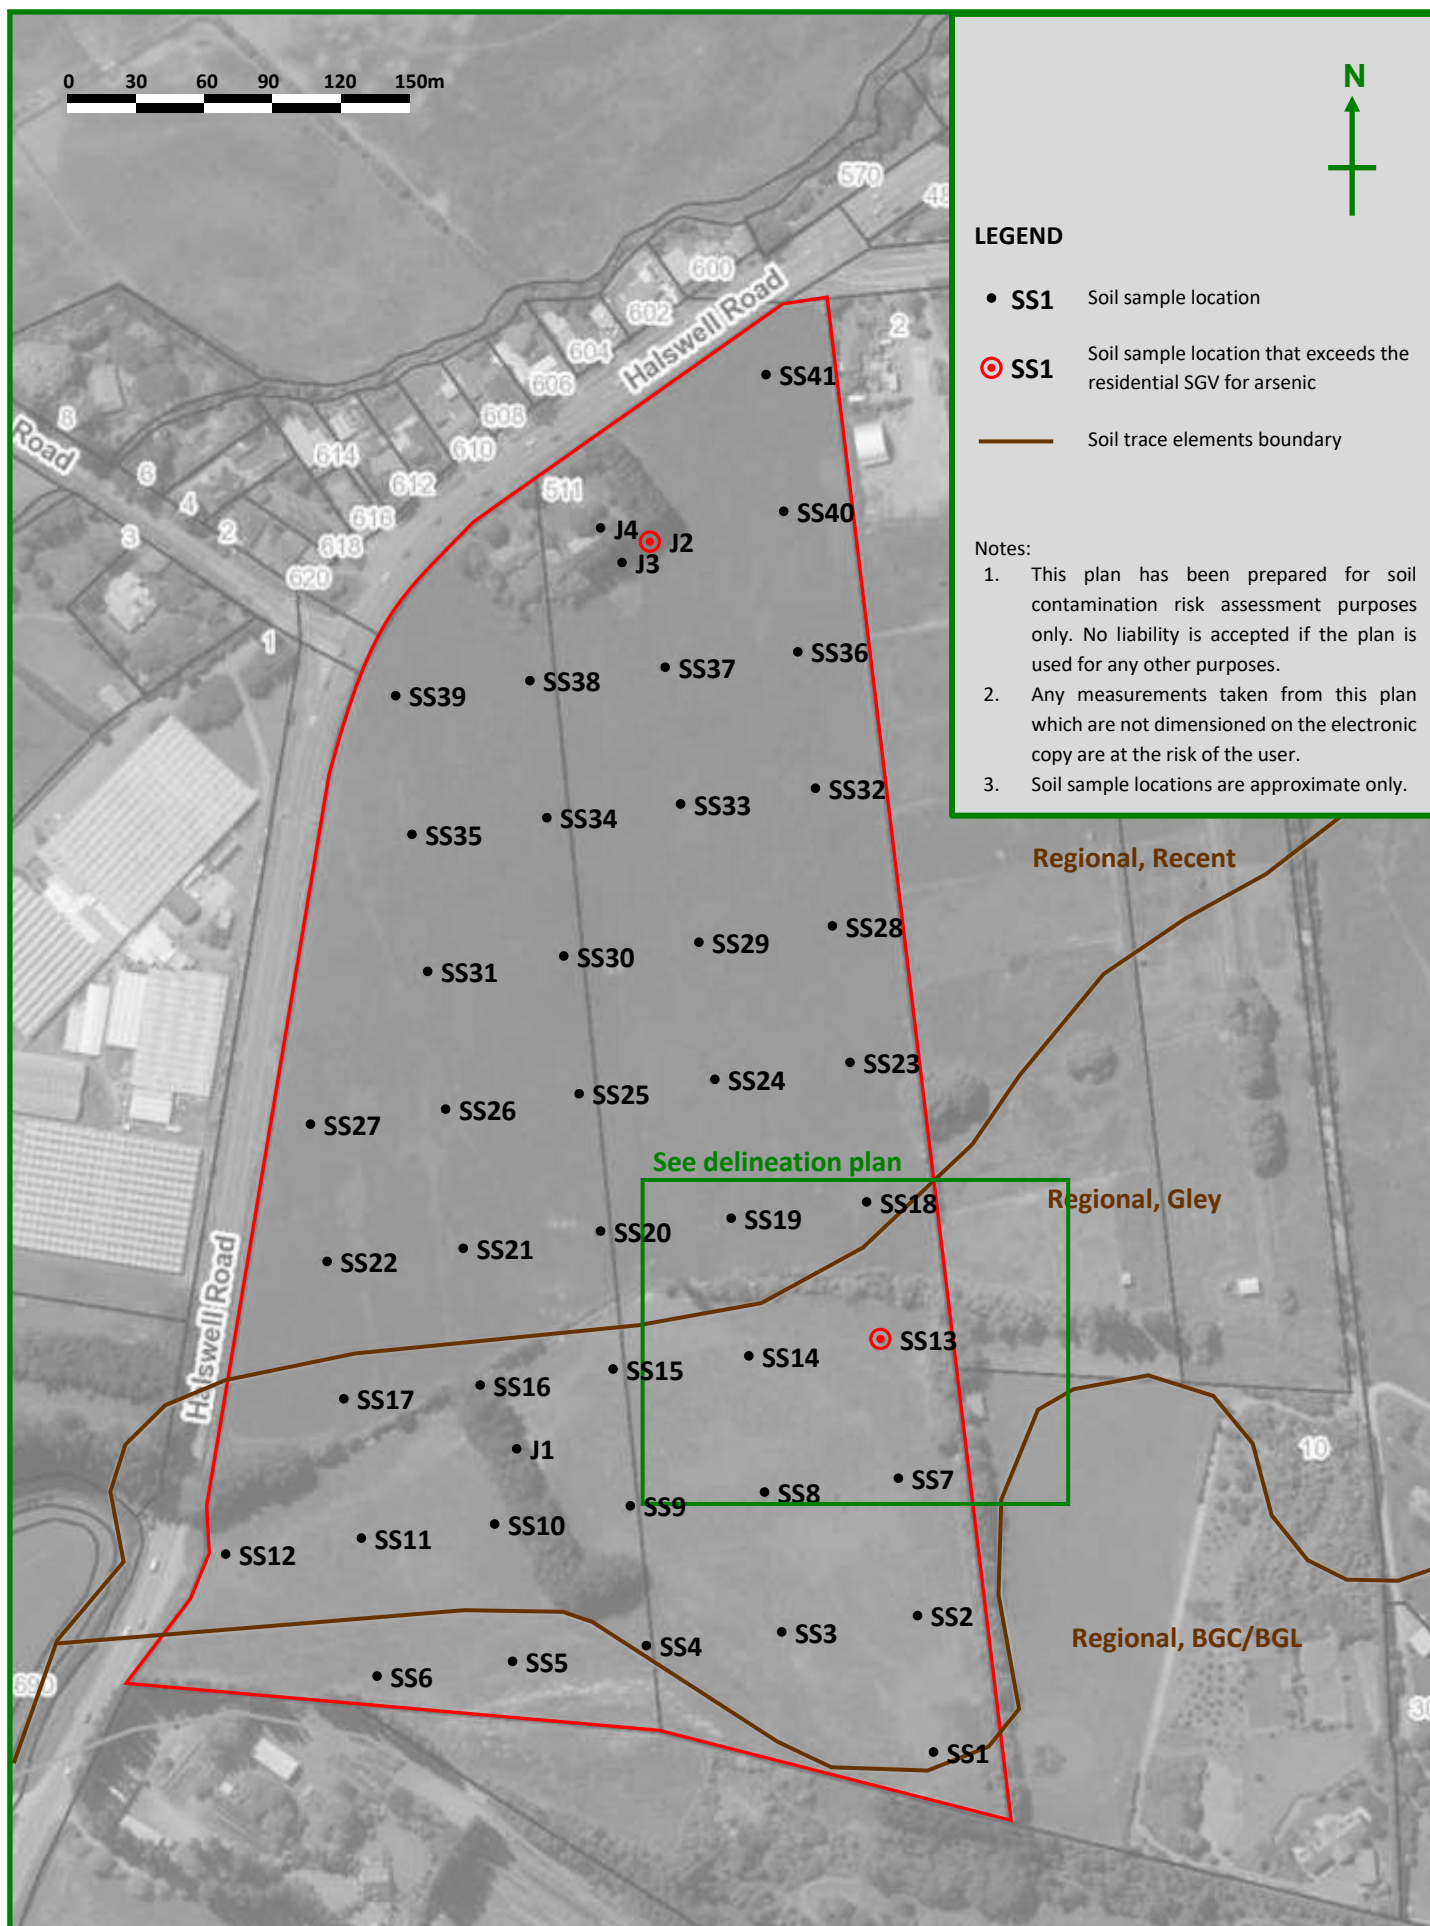 0 30 60 90 120 150m
N
LEGEND
SS1 Soil sample location
SS1 Soil sample location that exceeds the
residential SGV for arsenic
Soil trace elements boundary
Notes:
1. This plan has been prepared for soil
contamination risk assessment purposes
only. No liability is accepted if the plan is
used for any other purposes.
2. Any measurements taken from this plan
which are not dimensioned on the electronic
copy are at the risk of the user.
3. Soil sample locations are approximate only.
570
48
600
602
604
606
608
610
612
614
616
618
620
Halswell Road
2
8
6
4
2
3
1
Road
511
SS41
SS40
J4
J2
J3
SS36
SS37
SS38
SS39
SS32
SS33
SS34
SS35
Regional, Recent
SS28
SS29
SS30
SS31
SS23
SS24
SS25
SS26
SS27
See delineation plan
Regional, Gley
SS18
SS19
SS20
SS21
SS22
Halswell Road
SS13
SS14
SS15
SS16
SS17
J1
10
SS7
SS8
SS9
SS10
SS11
SS12
SS2
SS3
SS4
SS5
SS6
Regional, BGC/BGL
690
30
SS1